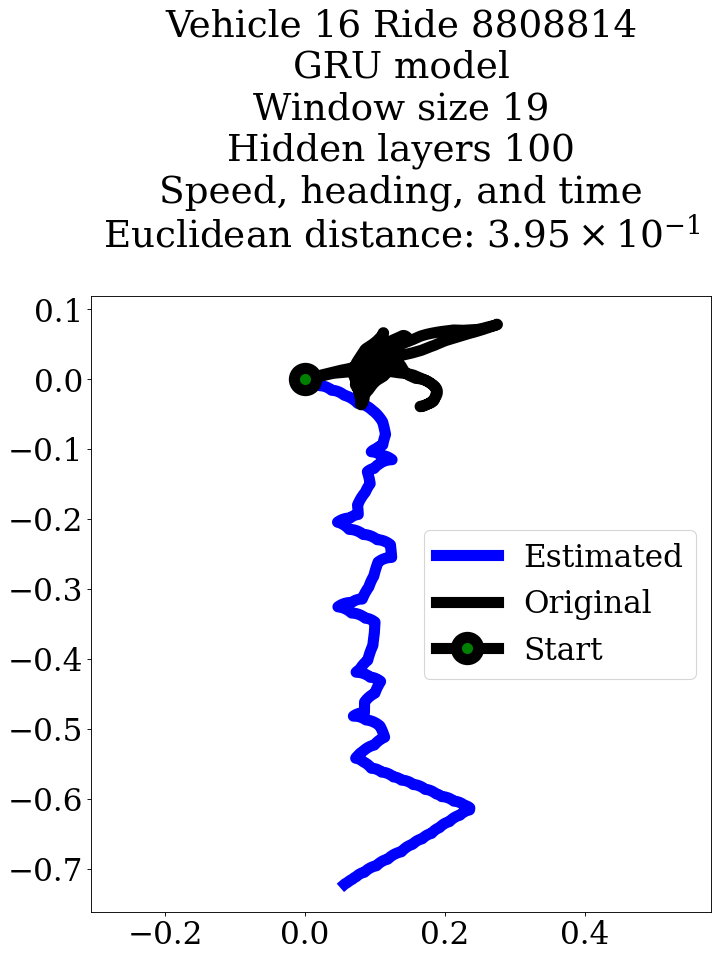 Vehicle 16 Ride 8808814
GRU model
Window size 19
Hidden layers 100
Speed, heading, and time
Euclidean distance: 3.95 × 10⁻¹
0.1
0.0
−0.1
−0.2
−0.3
−0.4
−0.5
−0.6
−0.7
Estimated
Original
Start
−0.2 0.0 0.2 0.4